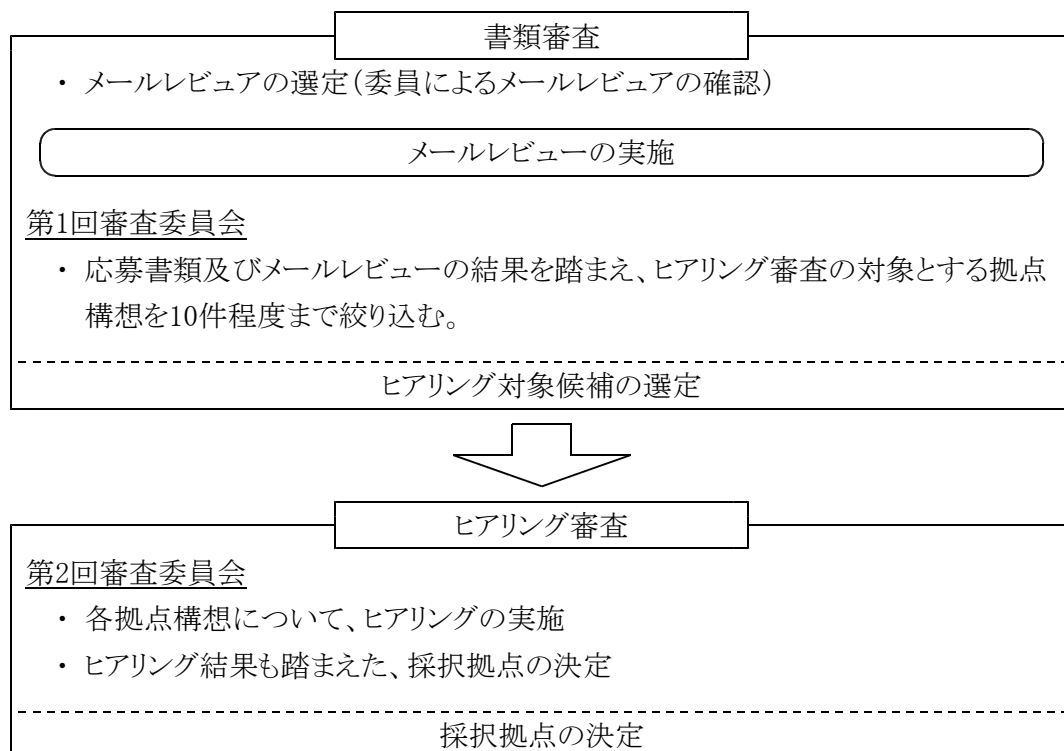 書類審査
・ メールレビュアの選定(委員によるメールレビュアの確認)
メールレビューの実施
第1回審査委員会
・ 応募書類及びメールレビューの結果を踏まえ、ヒアリング審査の対象とする拠点
構想を10件程度まで絞り込む。
ヒアリング対象候補の選定
ヒアリング審査
第2回審査委員会
・ 各拠点構想について、ヒアリングの実施
・ ヒアリング結果も踏まえた、採択拠点の決定
採択拠点の決定